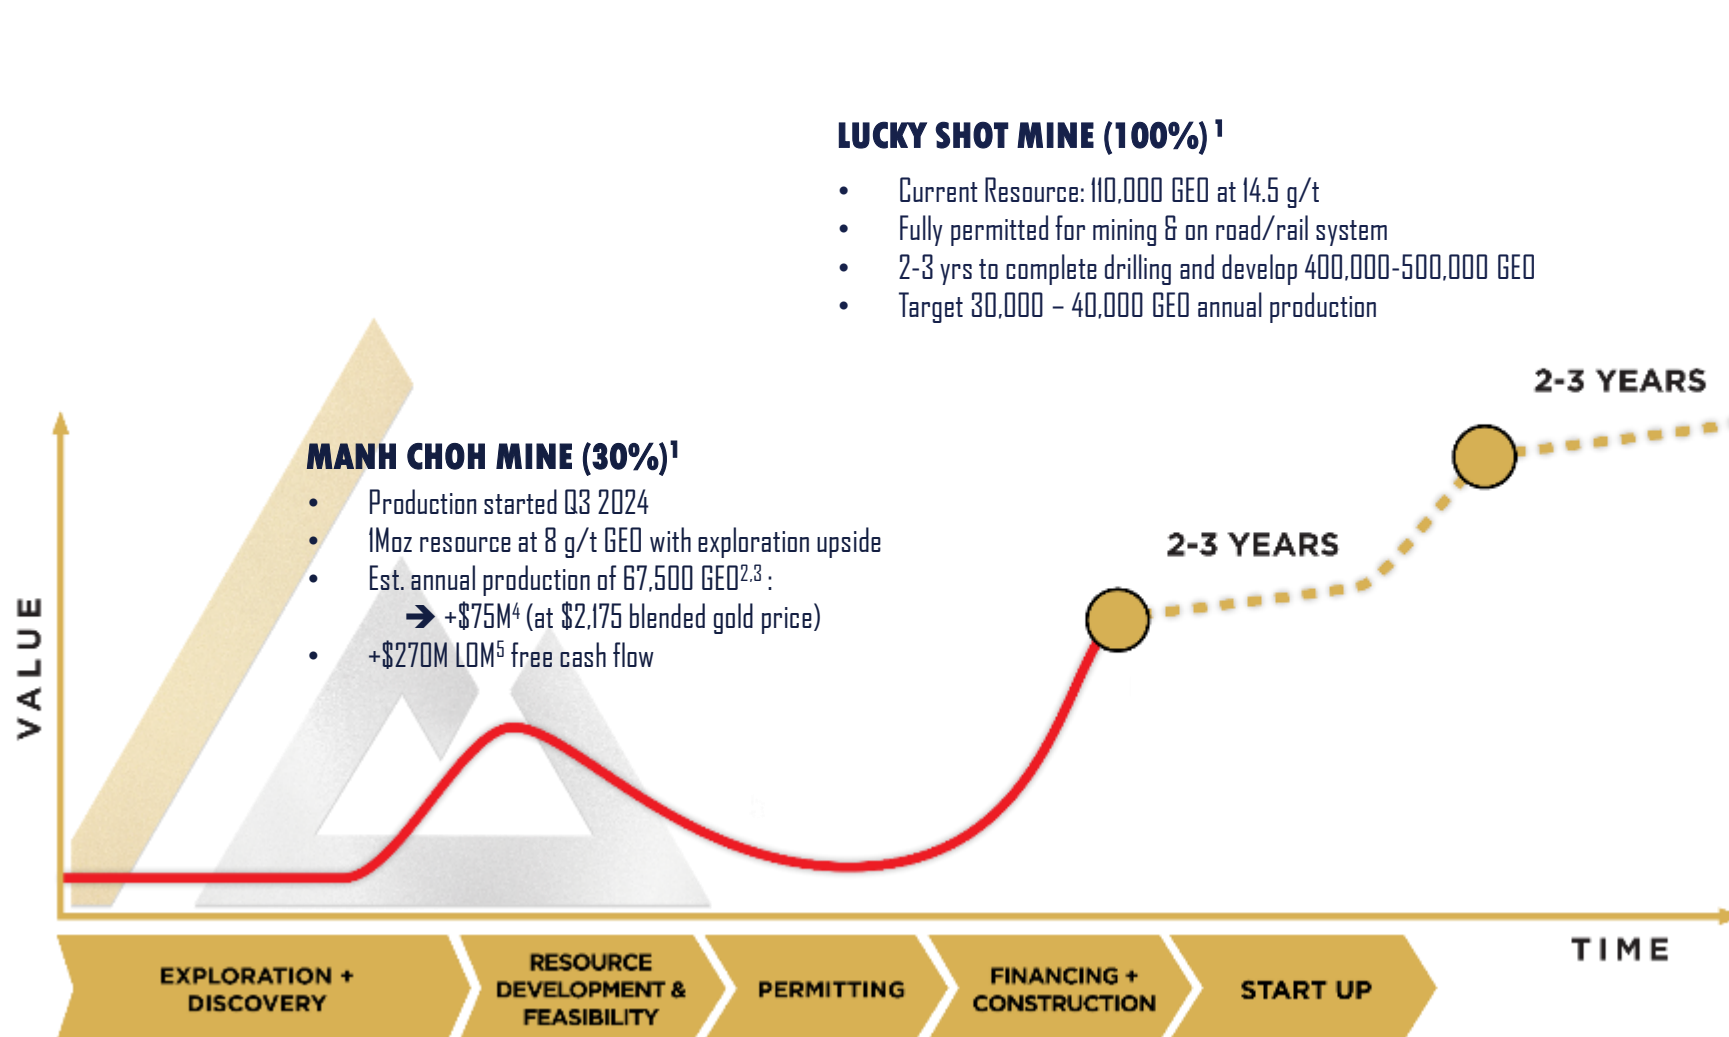 LUCKY SHOT MINE (100%) 1
• Current Resource: 110,000 GEO at 14.5 g/t
• Fully permitted for mining & on road/rail system
• 2-3 yrs to complete drilling and develop 400,000-500,000 GEO
• Target 30,000 – 40,000 GEO annual production
2-3 YEARS
MANH CHOH MINE (30%)1
• Production started Q3 2024
• 1Moz resource at 8 g/t GEO with exploration upside
• Est. annual production of 67,500 GEO2,3 :
➔ +$75M4 (at $2,175 blended gold price)
• +$270M LOM5 free cash flow
2-3 YEARS
VALUE
TIME
EXPLORATION +
DISCOVERY
RESOURCE
DEVELOPMENT &
FEASIBILITY
PERMITTING
FINANCING +
CONSTRUCTION
START UP